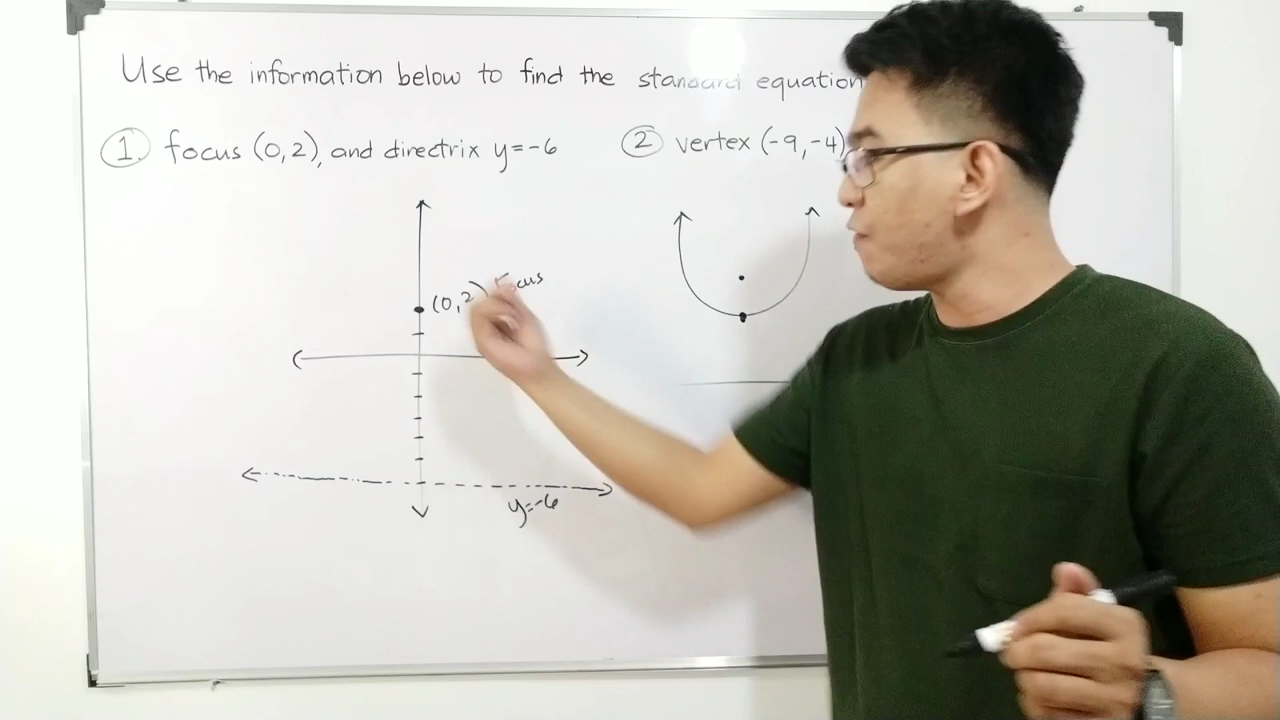 Use the information below to find the standard equation
1. focus (0,2), and directrix y=-6
2 vertex (-9,-4)
(0,2) Focus
y=-6